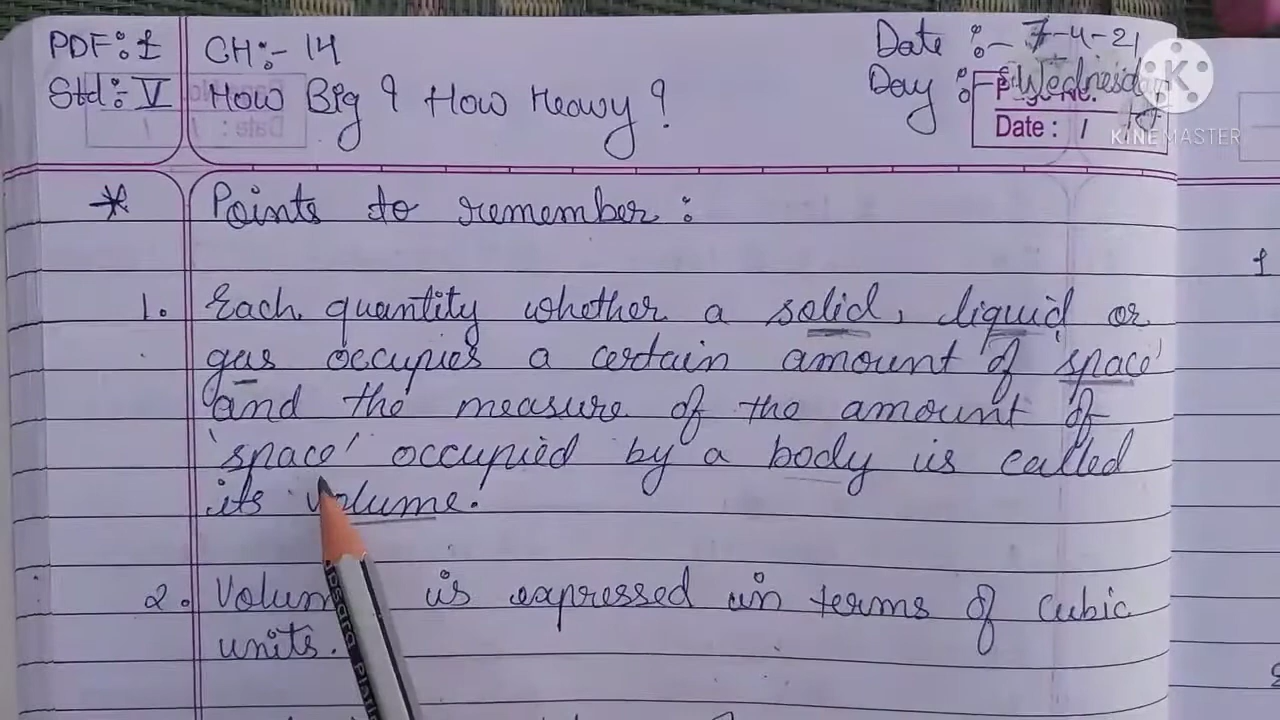 PDF: 1
Std: V
CH:- 14
How Big ? How Heavy ?
Date :- 7-4-21
Day :- Wednesday
Date : /
KINEMASTER
* Points to remember :
1. Each quantity whether a solid, liquid or
gas occupies a certain amount of 'space'
and the measure of the amount of
'space' occupied by a body is called
its volume.
2. Volume is expressed in terms of cubic
units.